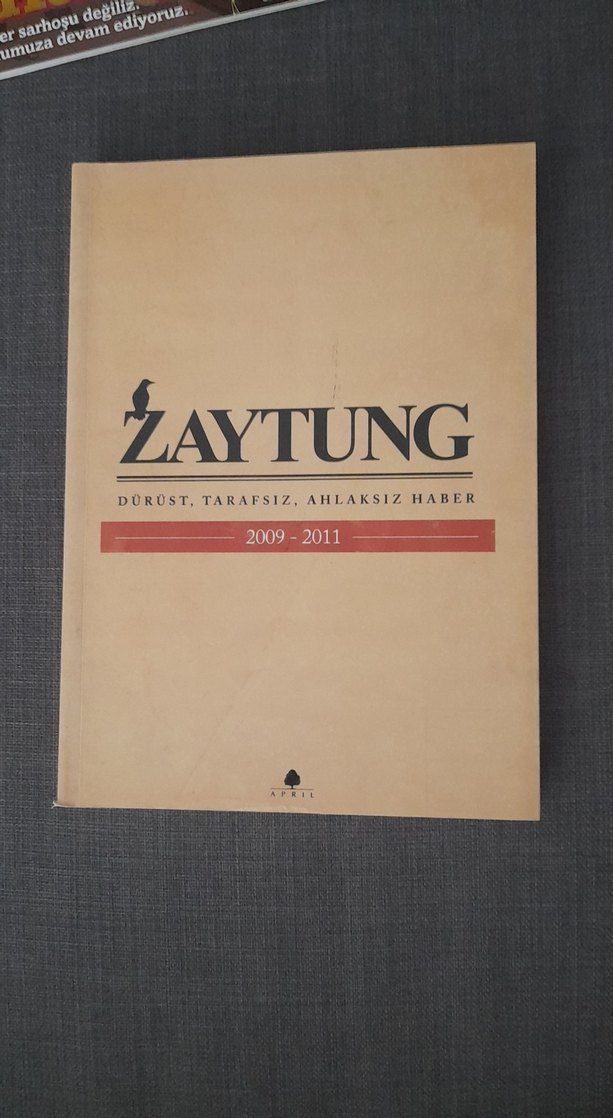 er sarhoşu değiliz.
umuza devam ediyoruz.
ZAYTUNG
DÜRÜST, TARAFSIZ, AHLAKSIZ HABER
2009 - 2011
APRIL